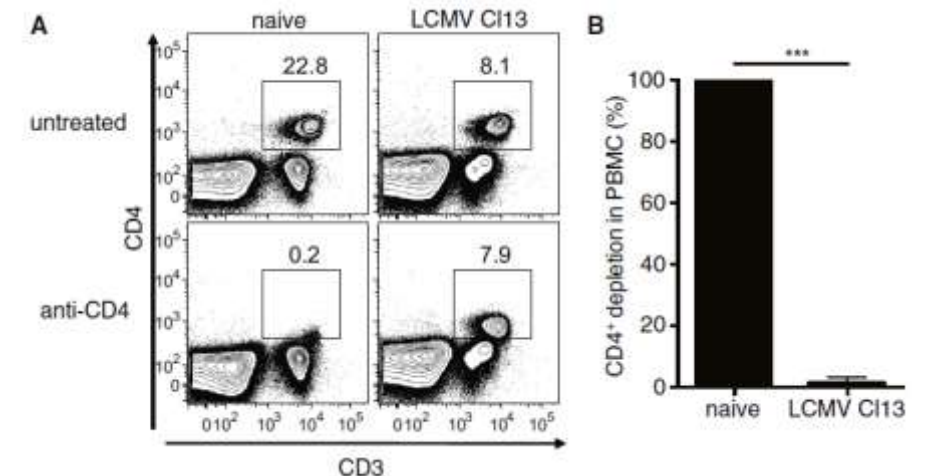 A
naive
LCMV Cl13
untreated
22.8
8.1
10⁵
10⁴
10³
10²
0
CD4
anti-CD4
0.2
7.9
10⁵
10⁴
10³
10²
0
0 10² 10³ 10⁴ 10⁵
0 10² 10³ 10⁴ 10⁵
CD3
B
***
CD4⁺ depletion in PBMC (%)
100
80
60
40
20
0
naive
LCMV Cl13